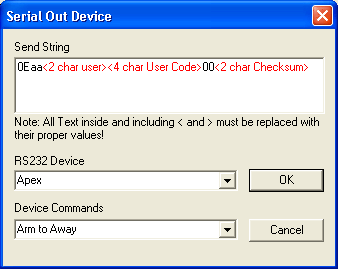 Serial Out Device
Send String
0Eaa<2 char user><4 char User Code>00<2 char Checksum>
Note: All Text inside and including < and > must be replaced with
their proper values!
RS232 Device
Apex
OK
Device Commands
Arm to Away
Cancel